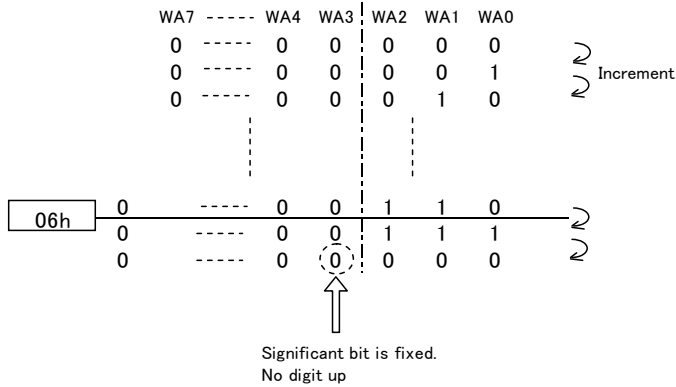 WA7 ----- WA4 WA3 WA2 WA1 WA0
0 ----- 0 0 0 0 0
0 ----- 0 0 0 0 1
Increment
0 ----- 0 0 0 1 0
0 ----- 0 0 1 1 0
06h
0 ----- 0 0 1 1 1
0 ----- 0 0 0 0 0
Significant bit is fixed.
No digit up